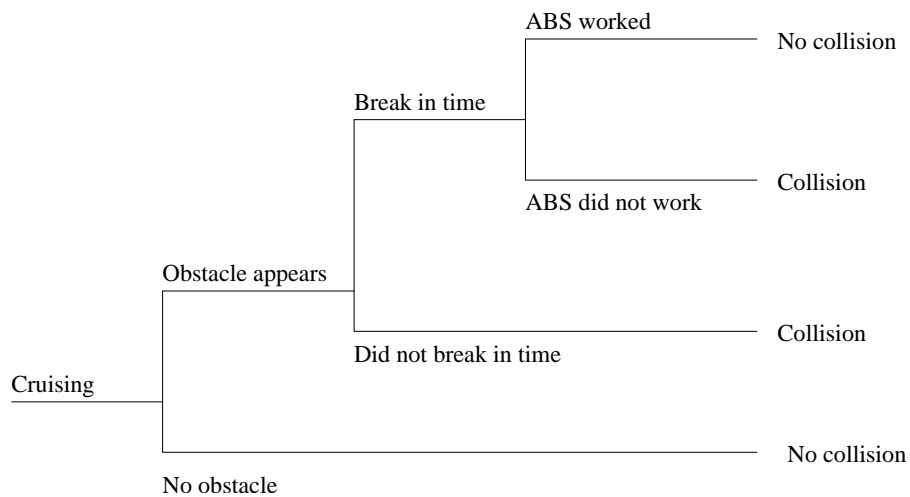 ABS worked
No collision
Break in time
Collision
ABS did not work
Obstacle appears
Collision
Did not break in time
Cruising
No collision
No obstacle